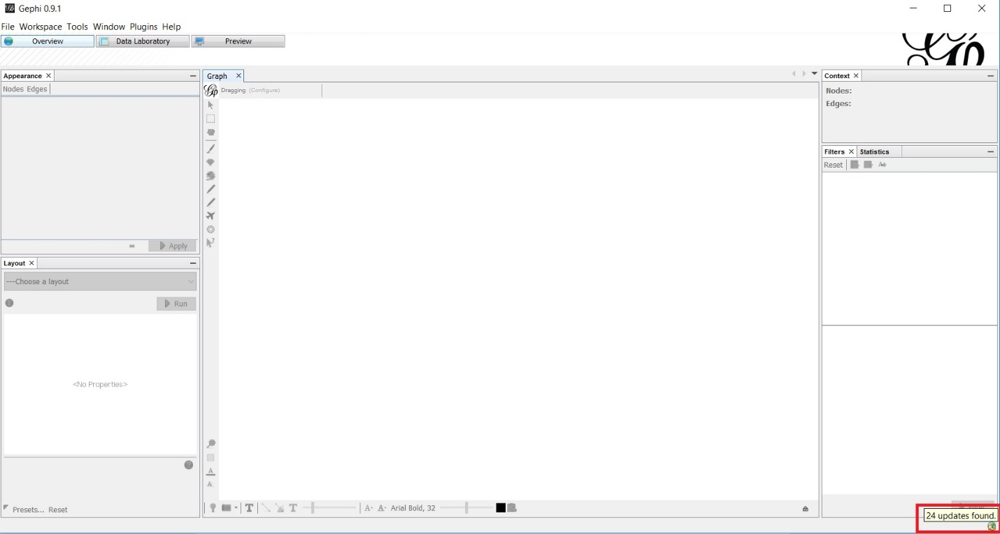 Gephi 0.9.1
File Workspace Tools Window Plugins Help
Overview
Data Laboratory
Preview
Appearance
Nodes Edges
Apply
Layout
---Choose a layout
Run
<No Properties>
Presets... Reset
Graph
Dragging (Configure)
Arial Bold, 32
Context
Nodes:
Edges:
Filters
Statistics
Reset
24 updates found.